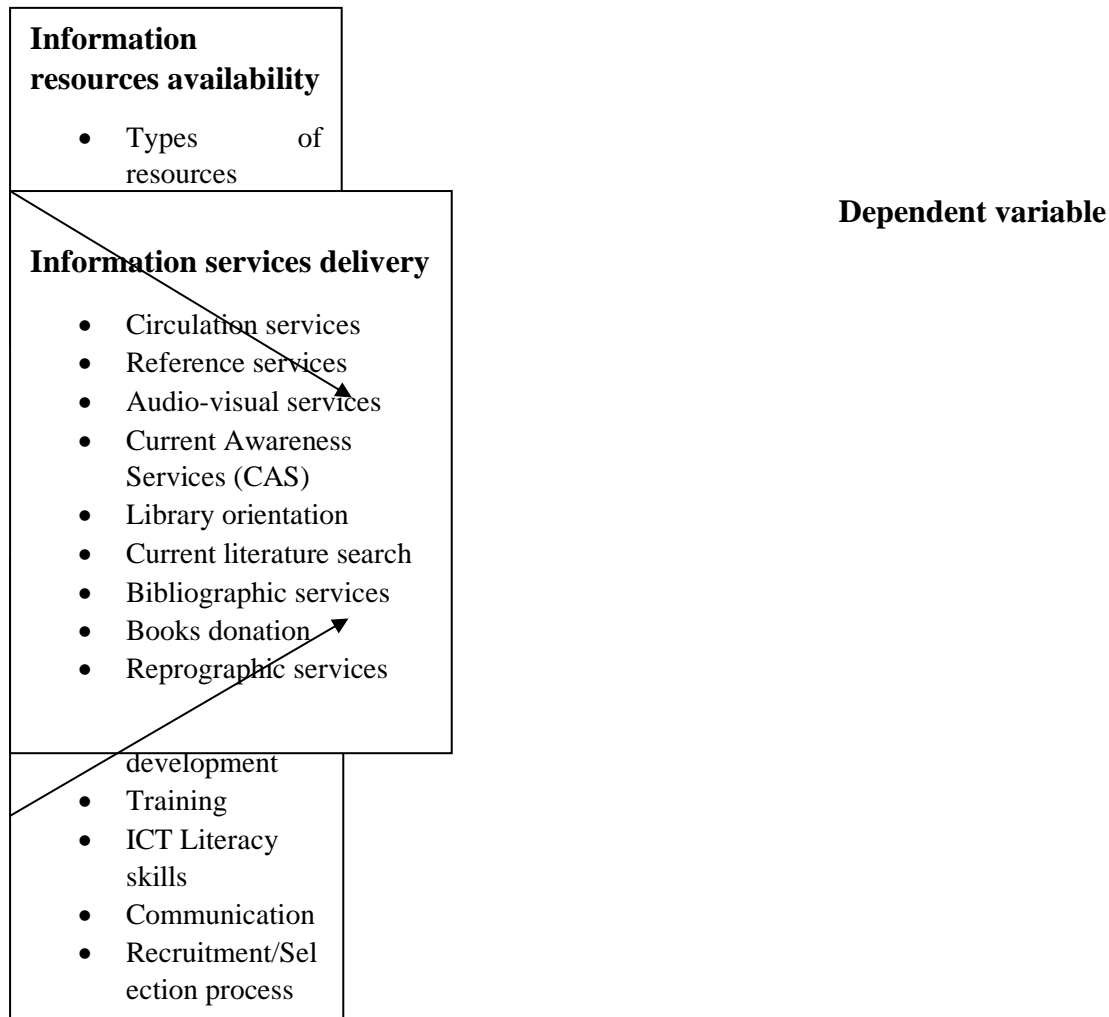 Information
resources availability
• Types of
resources
Dependent variable
Information services delivery
• Circulation services
• Reference services
• Audio-visual services
• Current Awareness
Services (CAS)
• Library orientation
• Current literature search
• Bibliographic services
• Books donation
• Reprographic services
development
• Training
• ICT Literacy
skills
• Communication
• Recruitment/Sel
ection process